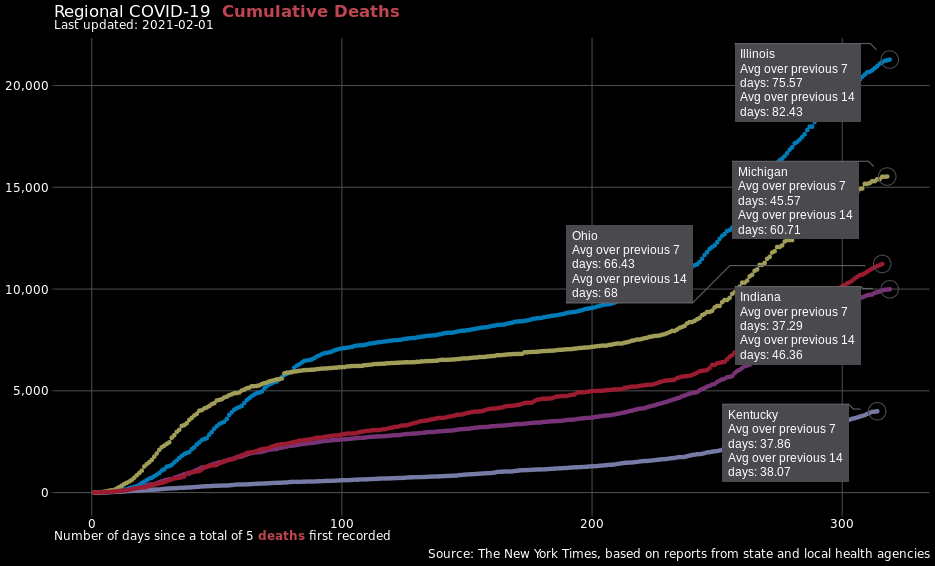 Regional COVID-19 Cumulative Deaths
Last updated: 2021-02-01
Illinois
Avg over previous 7
days: 75.57
Avg over previous 14
days: 82.43
Michigan
Avg over previous 7
days: 45.57
Avg over previous 14
days: 60.71
Ohio
Avg over previous 7
days: 66.43
Avg over previous 14
days: 68
Indiana
Avg over previous 7
days: 37.29
Avg over previous 14
days: 46.36
Kentucky
Avg over previous 7
days: 37.86
Avg over previous 14
days: 38.07
20,000
15,000
10,000
5,000
0
0
100
200
300
Number of days since a total of 5 deaths first recorded
Source: The New York Times, based on reports from state and local health agencies